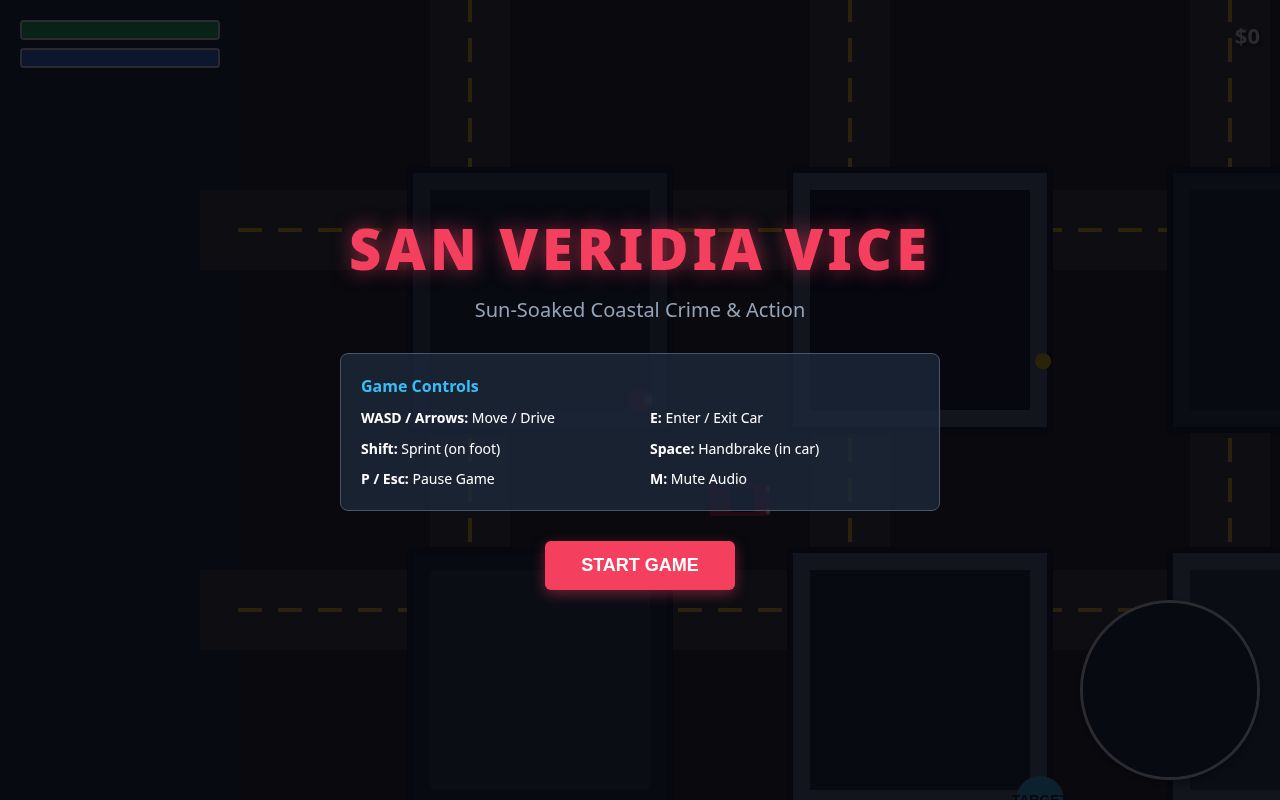 $0
SAN VERIDIA VICE
Sun-Soaked Coastal Crime & Action
Game Controls
WASD / Arrows: Move / Drive
E: Enter / Exit Car
Shift: Sprint (on foot)
Space: Handbrake (in car)
P / Esc: Pause Game
M: Mute Audio
START GAME
TARGET